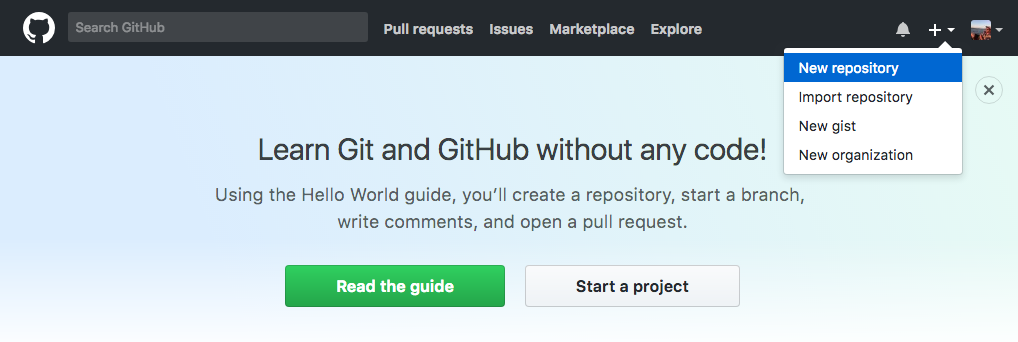 Search GitHub
Pull requests Issues Marketplace Explore
New repository
Import repository
New gist
New organization
Learn Git and GitHub without any code!
Using the Hello World guide, you’ll create a repository, start a branch,
write comments, and open a pull request.
Read the guide
Start a project